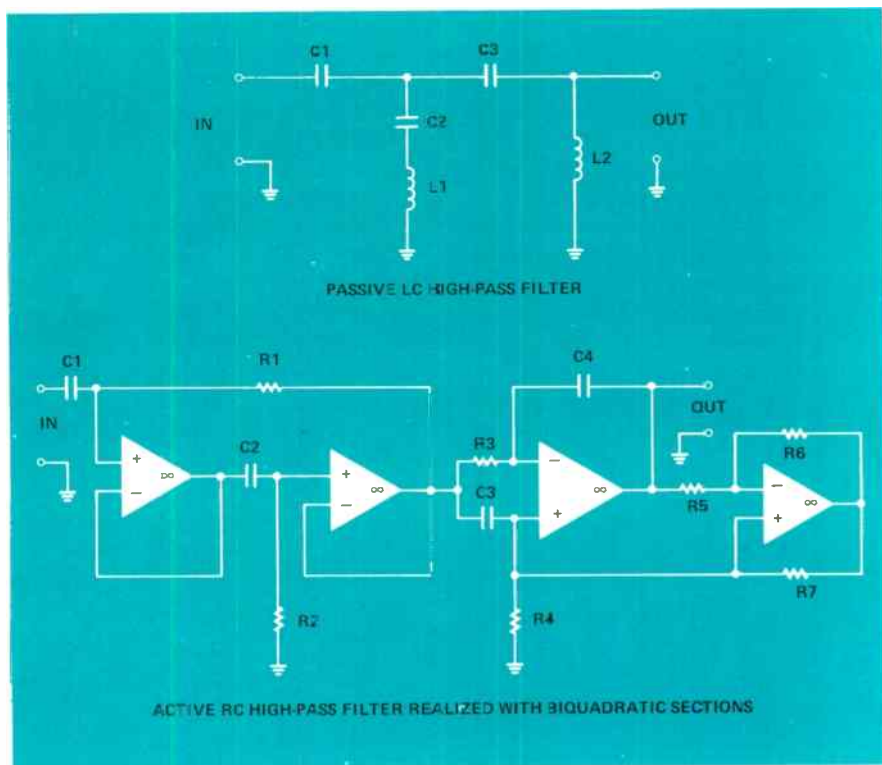 C1
C3
C2
IN
OUT
L2
L1
PASSIVE LC HIGH-PASS FILTER
C1
R1
C4
IN
OUT
C2
R3
R6
+
∞
−
+
∞
−
−
∞
+
R5
−
∞
+
C3
R7
R2
R4
ACTIVE RC HIGH-PASS FILTER REALIZED WITH BIQUADRATIC SECTIONS